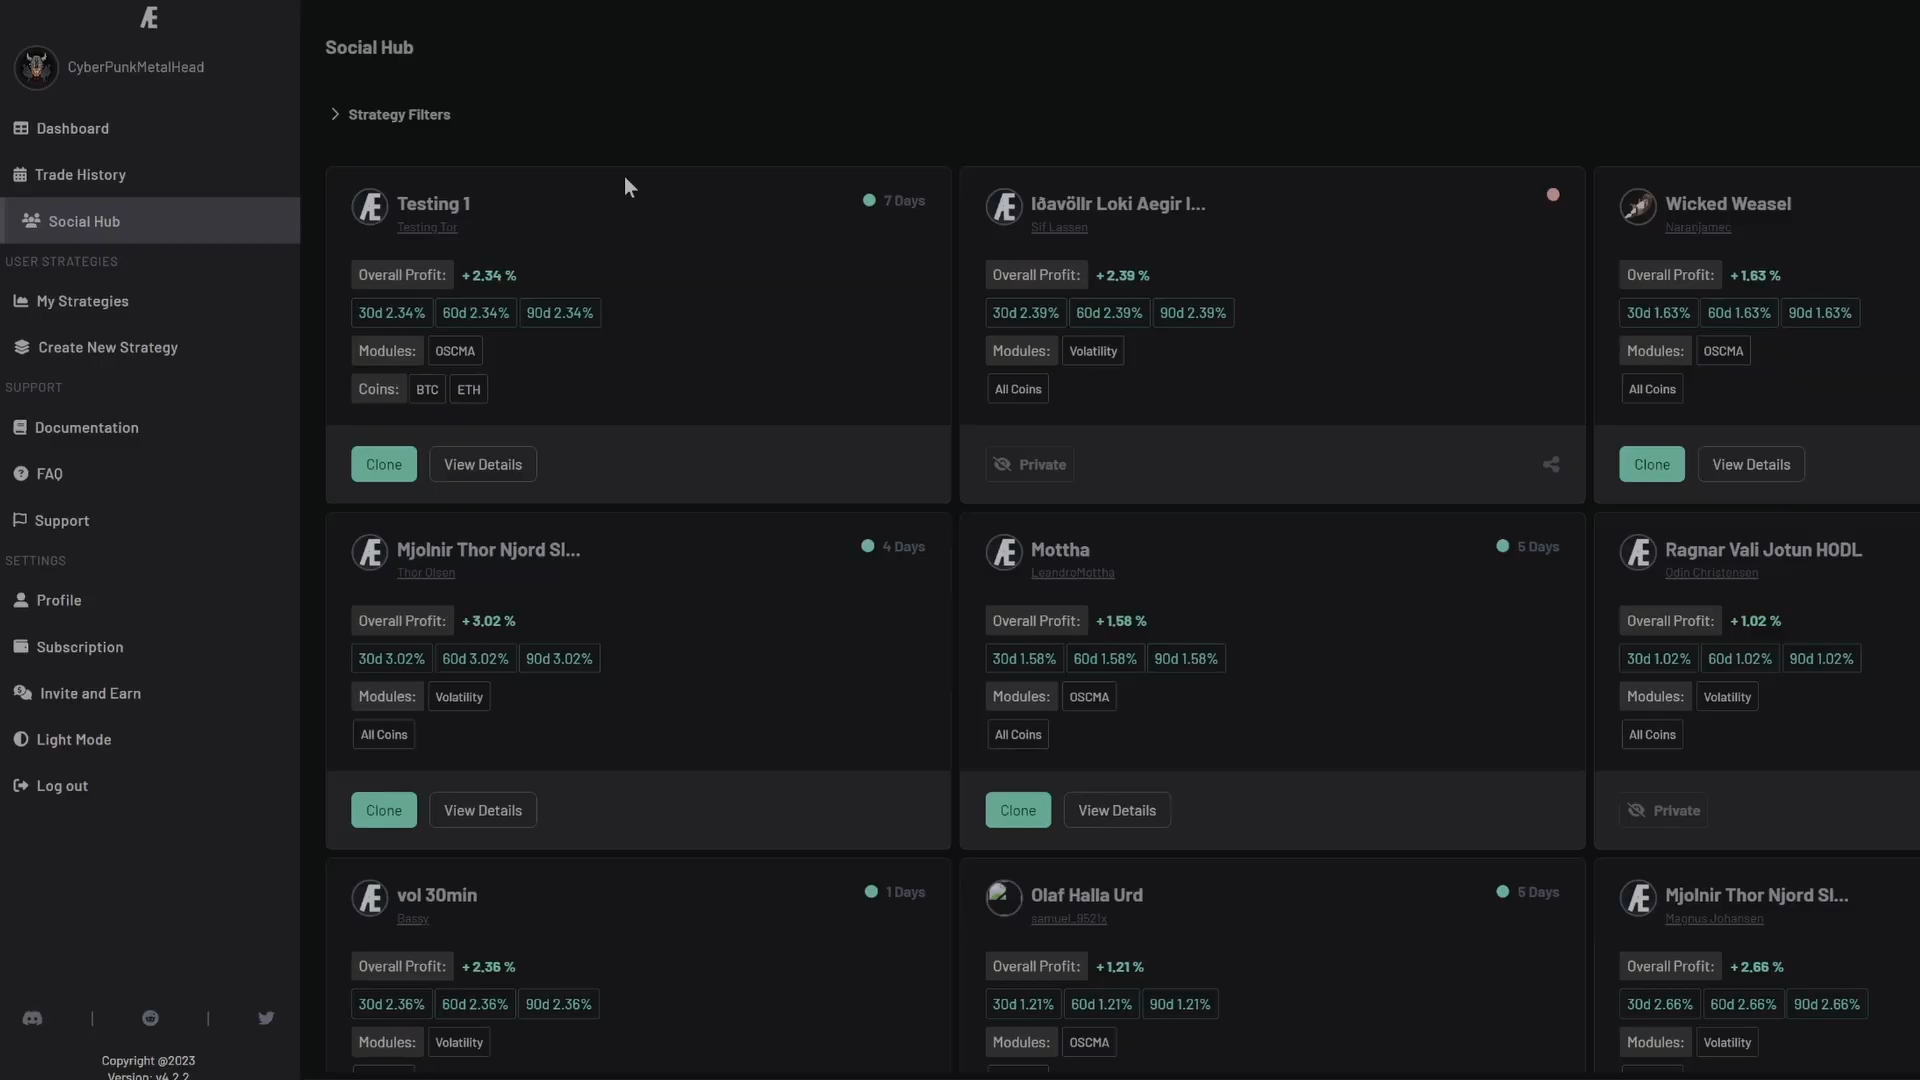 Æ
CyberPunkMetalHead
Dashboard
Trade History
Social Hub
USER STRATEGIES
My Strategies
Create New Strategy
SUPPORT
Documentation
FAQ
Support
SETTINGS
Profile
Subscription
Invite and Earn
Light Mode
Log out
Copyright @2023
Version: v4.2.2
Social Hub
Strategy Filters
Æ
Testing 1
7 Days
Testing Tor
Overall Profit: +2.34 %
30d 2.34% 60d 2.34% 90d 2.34%
Modules: OSCMA
Coins: BTC ETH
Clone View Details
Æ
Iðavöllr Loki Aegir I...
Sif Lassen
Overall Profit: +2.39 %
30d 2.39% 60d 2.39% 90d 2.39%
Modules: Volatility
All Coins
Private
Wicked Weasel
Naranjamec
Overall Profit: +1.63 %
30d 1.63% 60d 1.63% 90d 1.63%
Modules: OSCMA
All Coins
Clone View Details
Æ
Mjolnir Thor Njord Sl...
4 Days
Thor Olsen
Overall Profit: +3.02 %
30d 3.02% 60d 3.02% 90d 3.02%
Modules: Volatility
All Coins
Clone View Details
Æ
Mottha
5 Days
LeandroMottha
Overall Profit: +1.58 %
30d 1.58% 60d 1.58% 90d 1.58%
Modules: OSCMA
All Coins
Clone View Details
Æ
Ragnar Vali Jotun HODL
Odin Christensen
Overall Profit: +1.02 %
30d 1.02% 60d 1.02% 90d 1.02%
Modules: Volatility
All Coins
Private
Æ
vol 30min
1 Days
Bassy
Overall Profit: +2.36 %
30d 2.36% 60d 2.36% 90d 2.36%
Modules: Volatility
Olaf Halla Urd
5 Days
samuel_9521x
Overall Profit: +1.21 %
30d 1.21% 60d 1.21% 90d 1.21%
Modules: OSCMA
Æ
Mjolnir Thor Njord Sl...
Magnus Johansen
Overall Profit: +2.66 %
30d 2.66% 60d 2.66% 90d 2.66%
Modules: Volatility